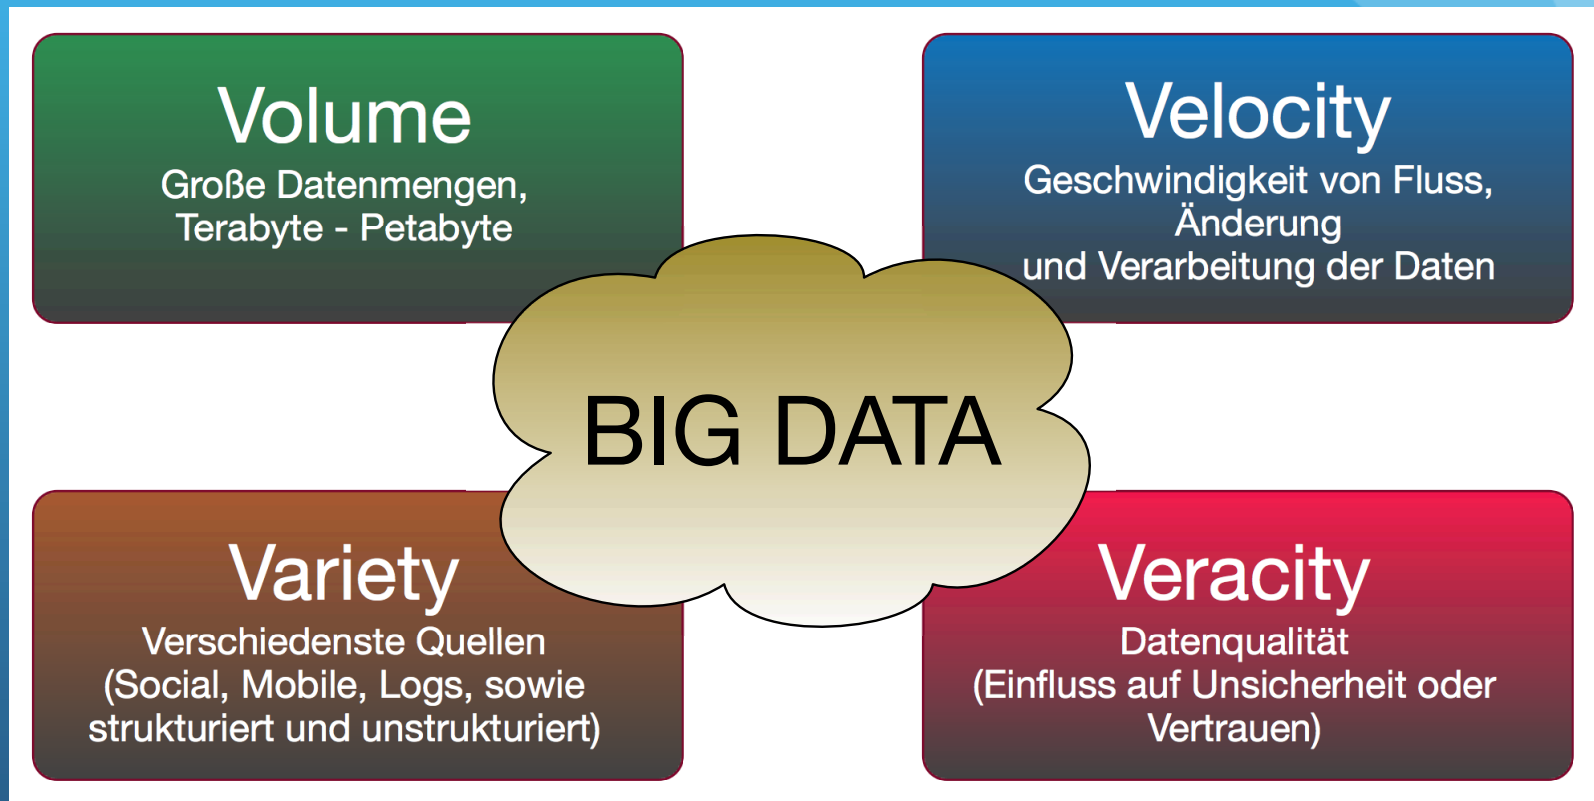 Volume
Große Datenmengen,
Terabyte - Petabyte
Velocity
Geschwindigkeit von Fluss,
Änderung
und Verarbeitung der Daten
BIG DATA
Variety
Verschiedenste Quellen
(Social, Mobile, Logs, sowie
strukturiert und unstrukturiert)
Veracity
Datenqualität
(Einfluss auf Unsicherheit oder
Vertrauen)